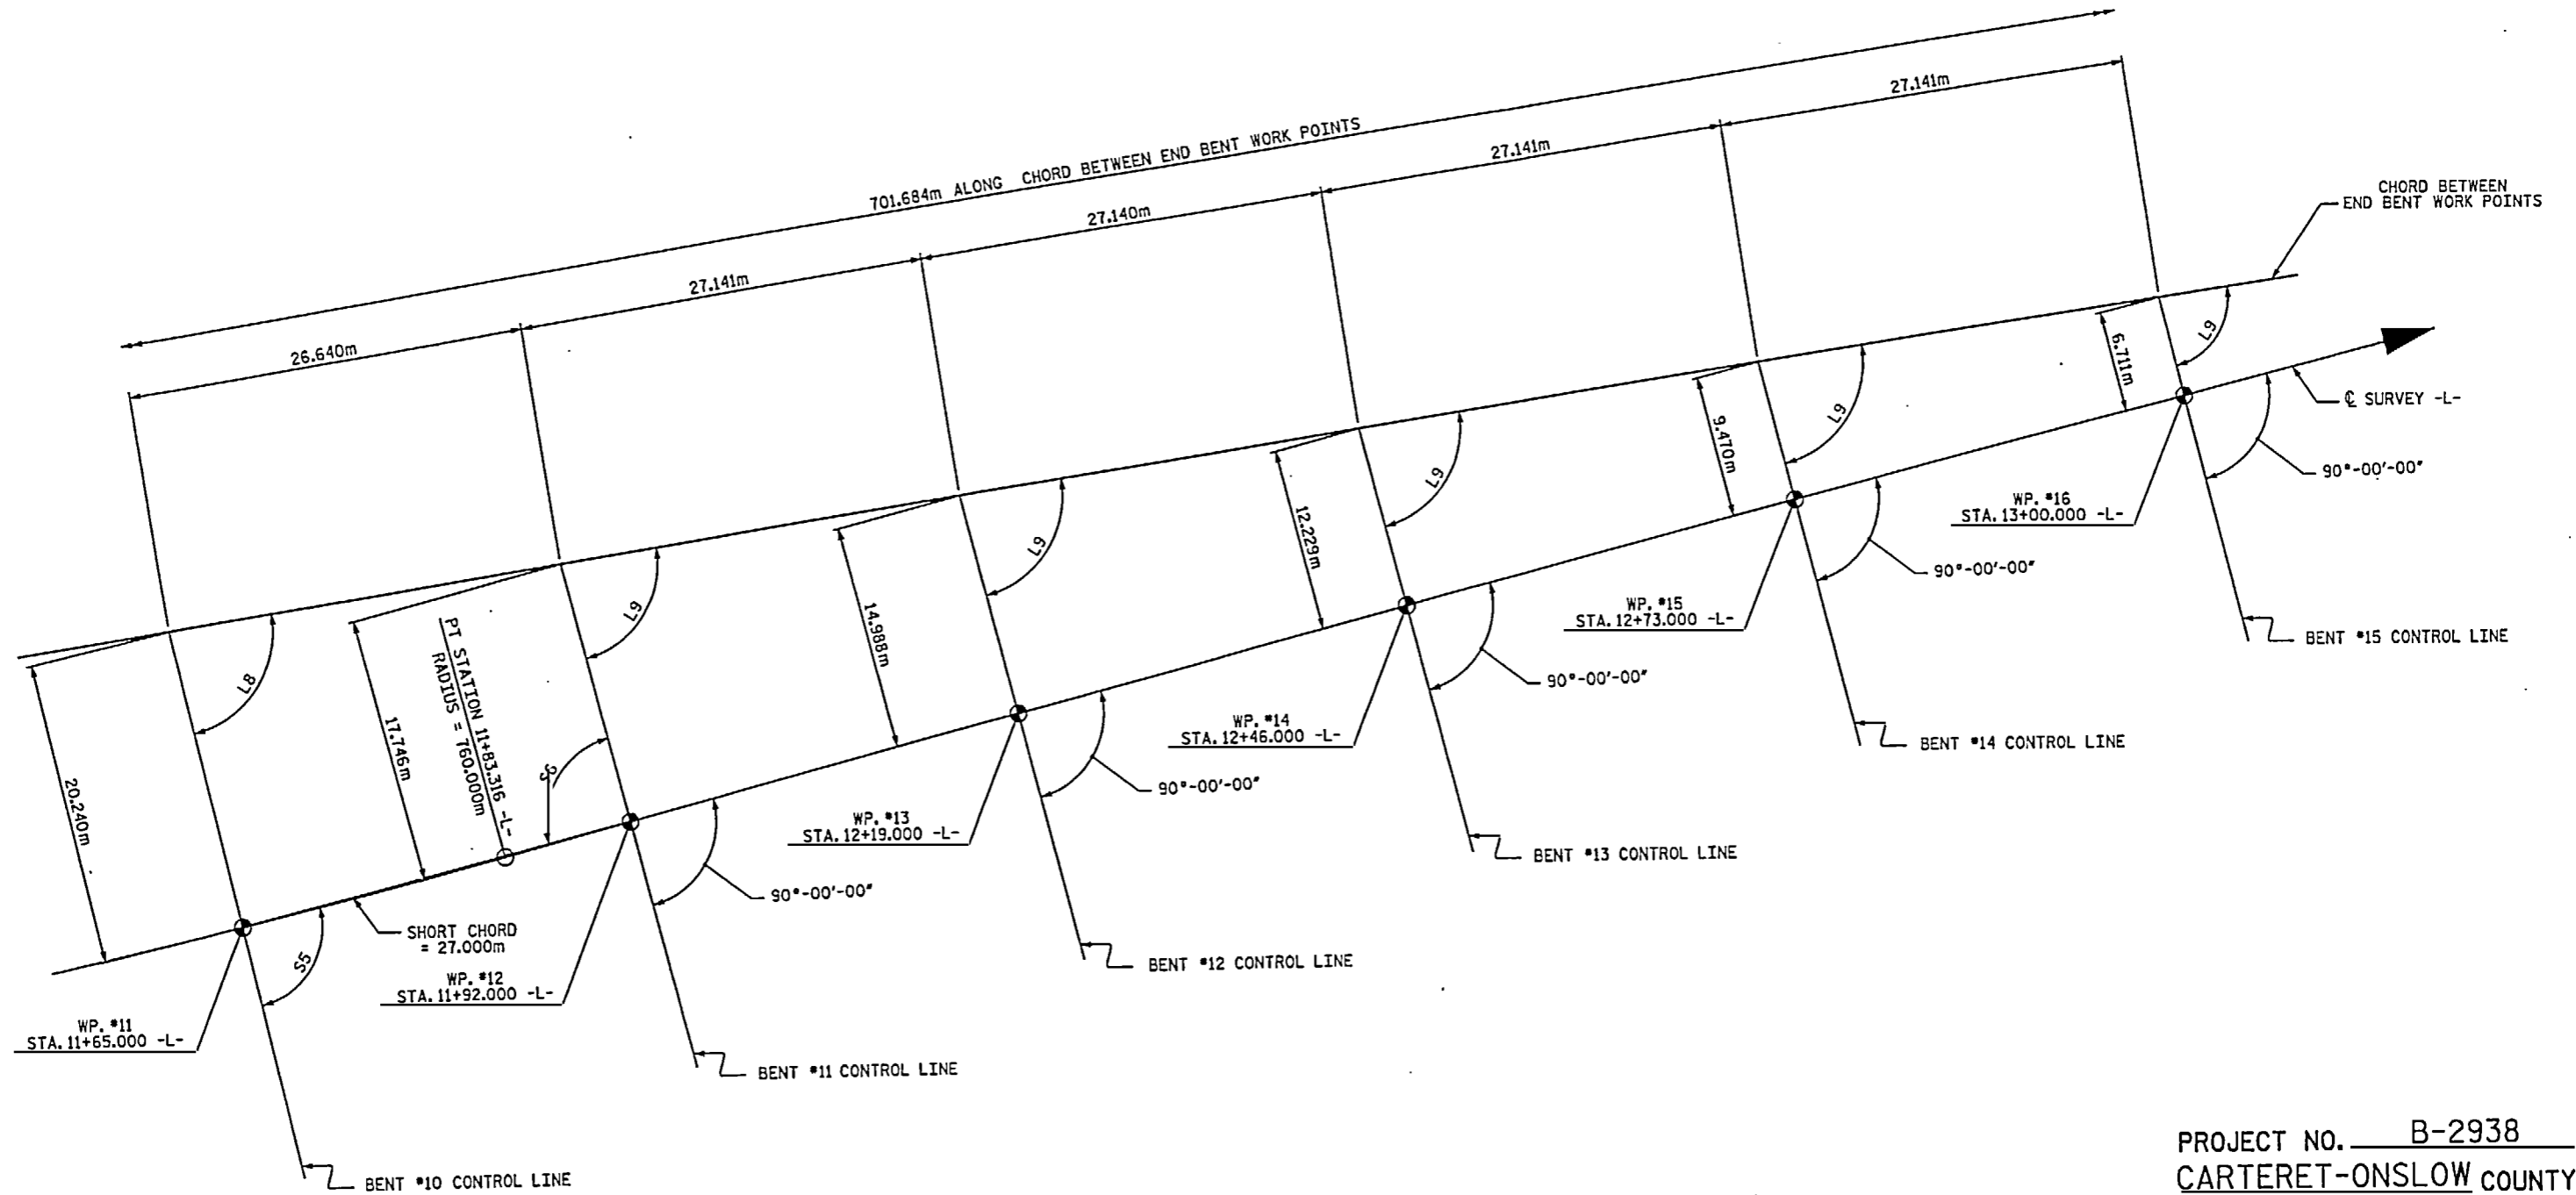 701.684m ALONG CHORD BETWEEN END BENT WORK POINTS
26.640m
27.141m
27.140m
27.141m
27.141m
CHORD BETWEEN
END BENT WORK POINTS
℄ SURVEY -L-
L8
L9
L9
L9
L9
L9
20.240m
17.746m
14.988m
12.229m
9.470m
6.711m
PT STATION 11+83.316 -L-
RADIUS = 760.000m
S5
SHORT CHORD
= 27.000m
WP. #11
STA. 11+65.000 -L-
WP. #12
STA. 11+92.000 -L-
WP. #13
STA. 12+19.000 -L-
WP. #14
STA. 12+46.000 -L-
WP. #15
STA. 12+73.000 -L-
WP. #16
STA. 13+00.000 -L-
90°-00'-00"
90°-00'-00"
90°-00'-00"
90°-00'-00"
90°-00'-00"
BENT #10 CONTROL LINE
BENT #11 CONTROL LINE
BENT #12 CONTROL LINE
BENT #13 CONTROL LINE
BENT #14 CONTROL LINE
BENT #15 CONTROL LINE
PROJECT NO. B-2938
CARTERET-ONSLOW COUNTY